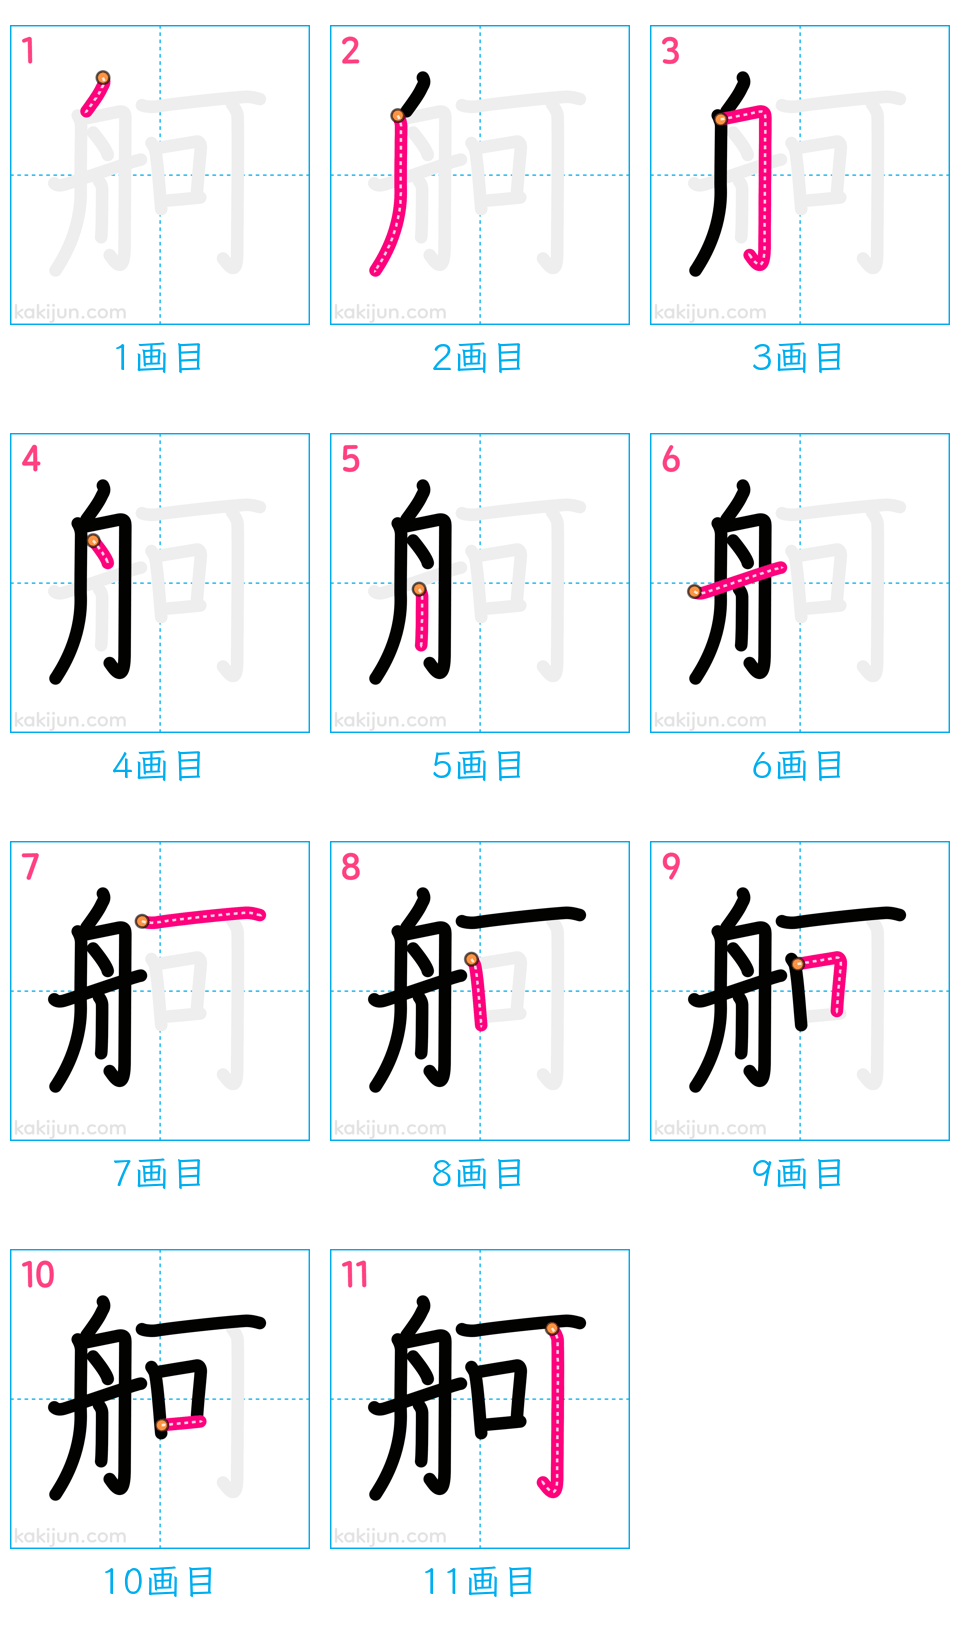 1 2 3
kakijun.com kakijun.com kakijun.com
1画目 2画目 3画目
4 5 6
kakijun.com kakijun.com kakijun.com
4画目 5画目 6画目
7 8 9
kakijun.com kakijun.com kakijun.com
7画目 8画目 9画目
10 11
舸 舸
kakijun.com kakijun.com
10画目 11画目